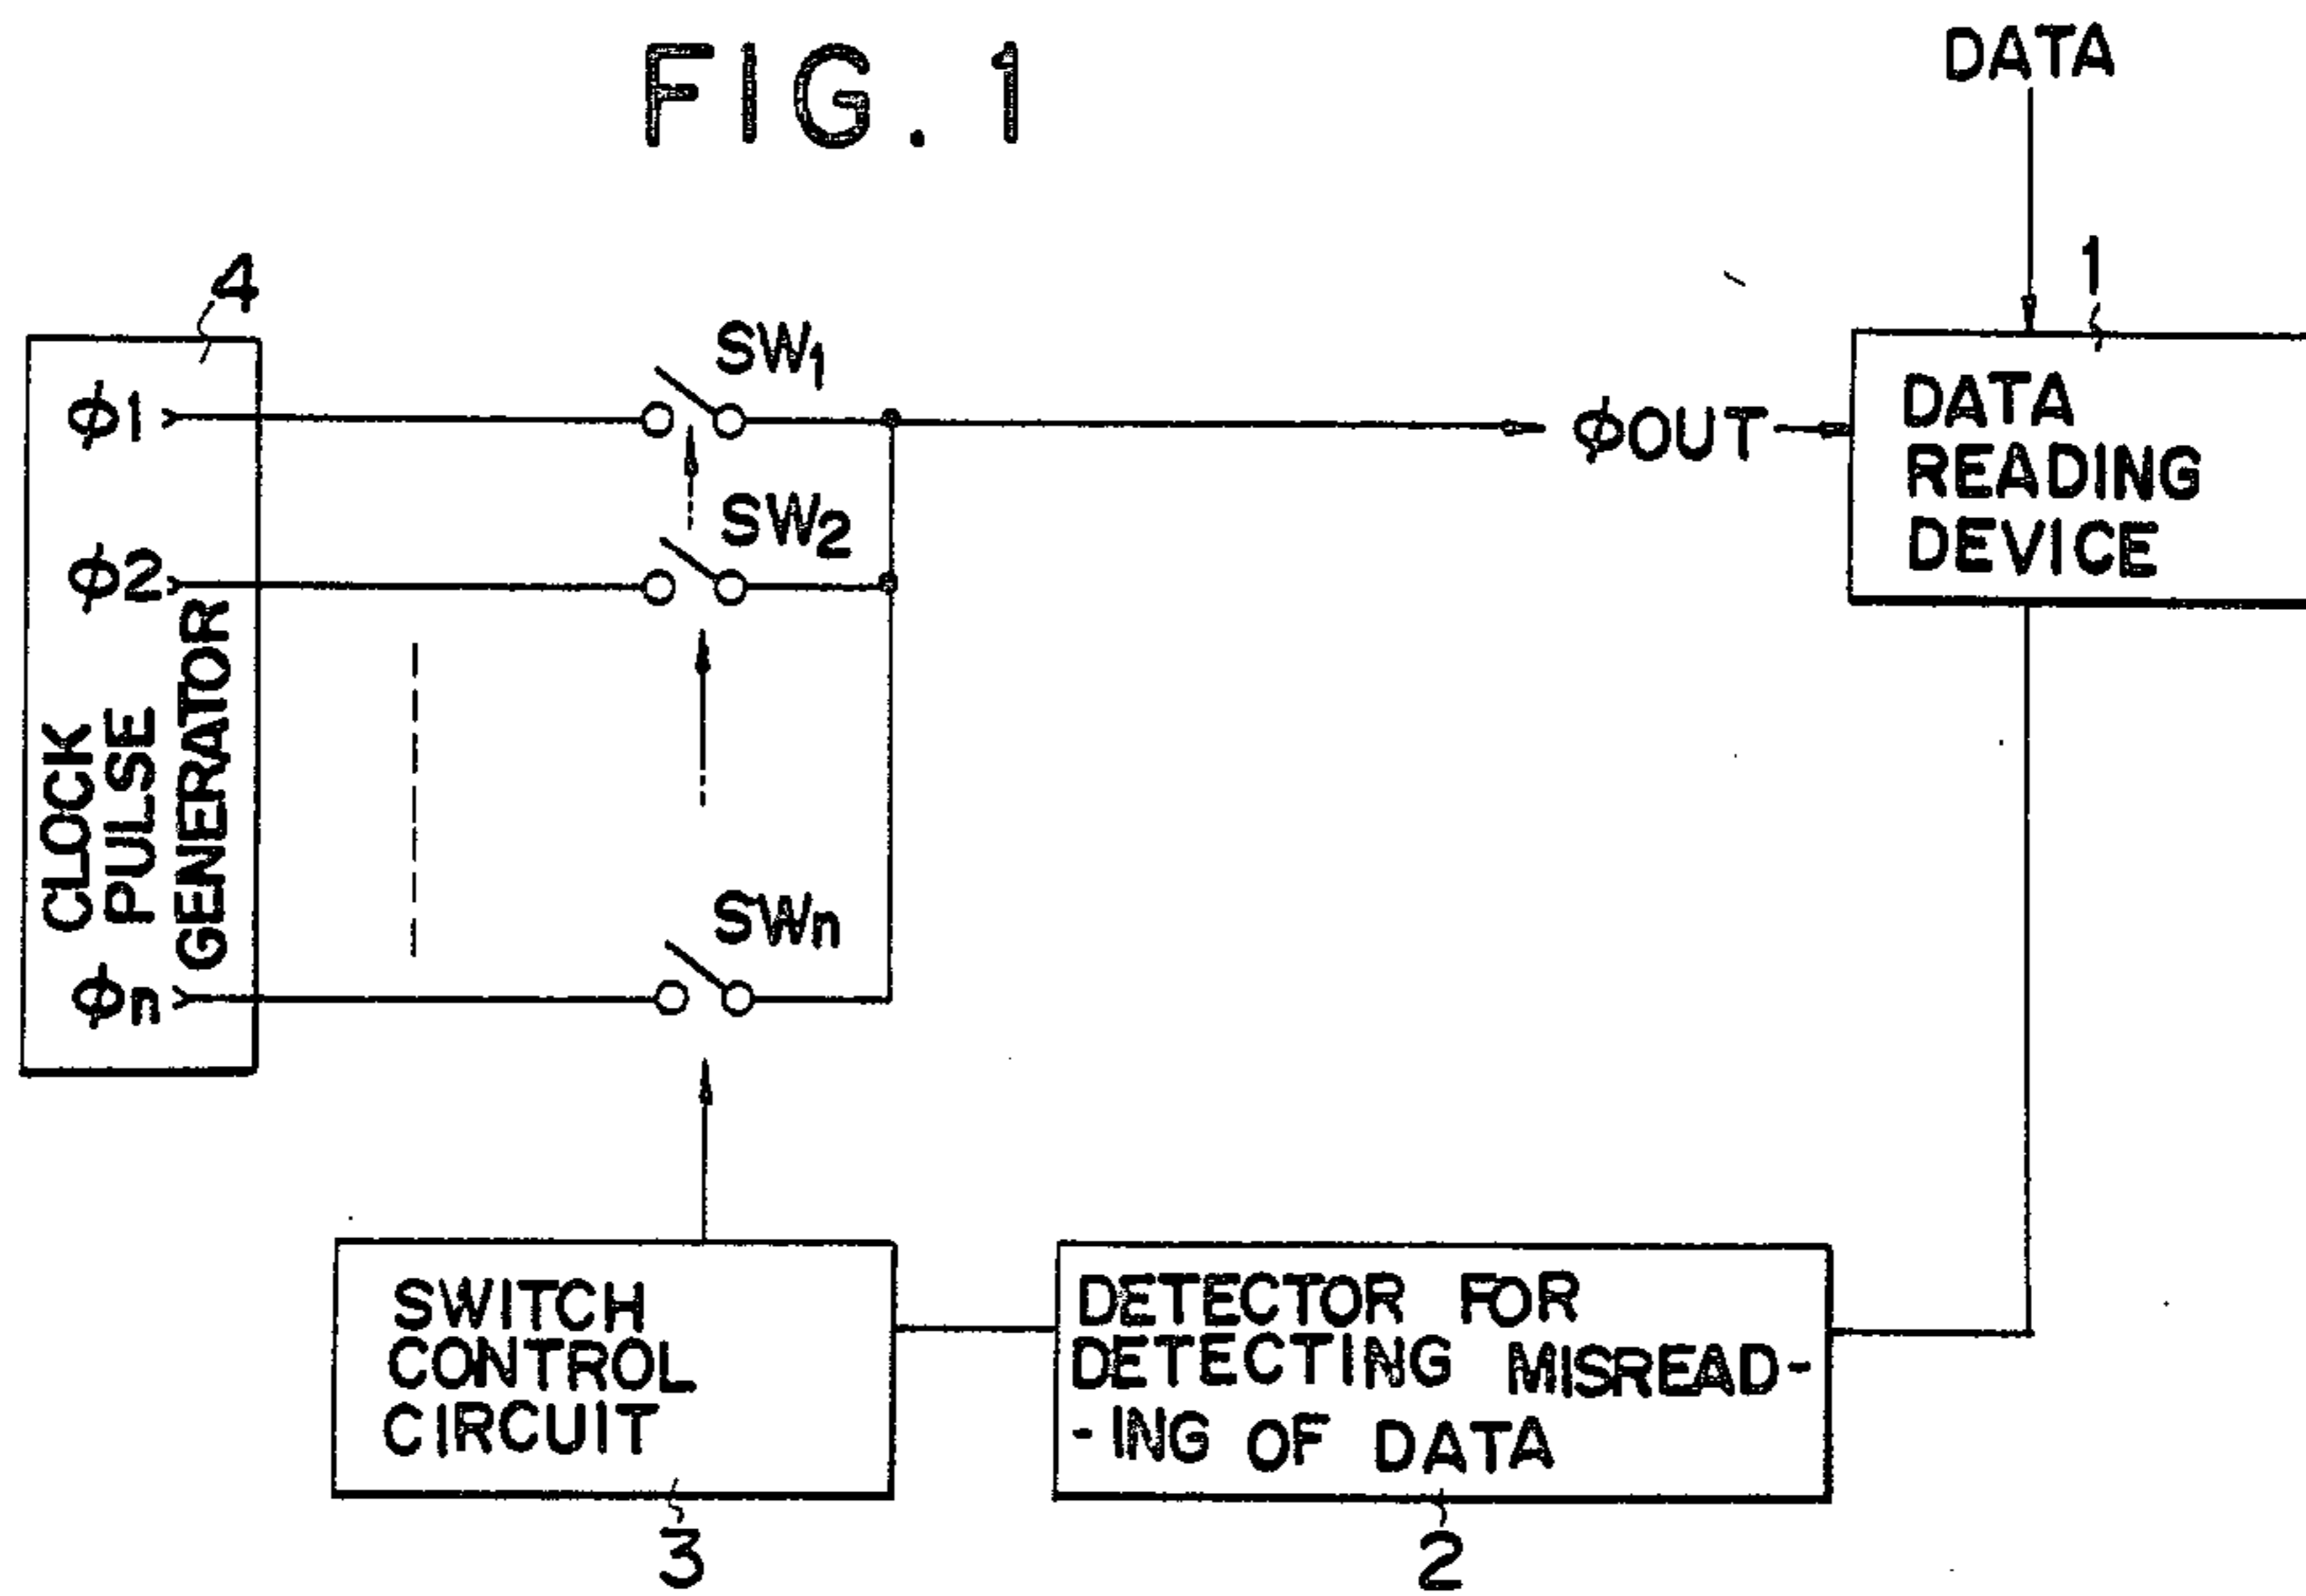 FIG. 1
DATA
4
1
SW1
ϕ1
ϕOUT
DATA
READING
DEVICE
SW2
ϕ2
CLOCK
PULSE
GENERATOR
SWn
ϕn
SWITCH
CONTROL
CIRCUIT
3
DETECTOR FOR
DETECTING MISREAD-
-ING OF DATA
2